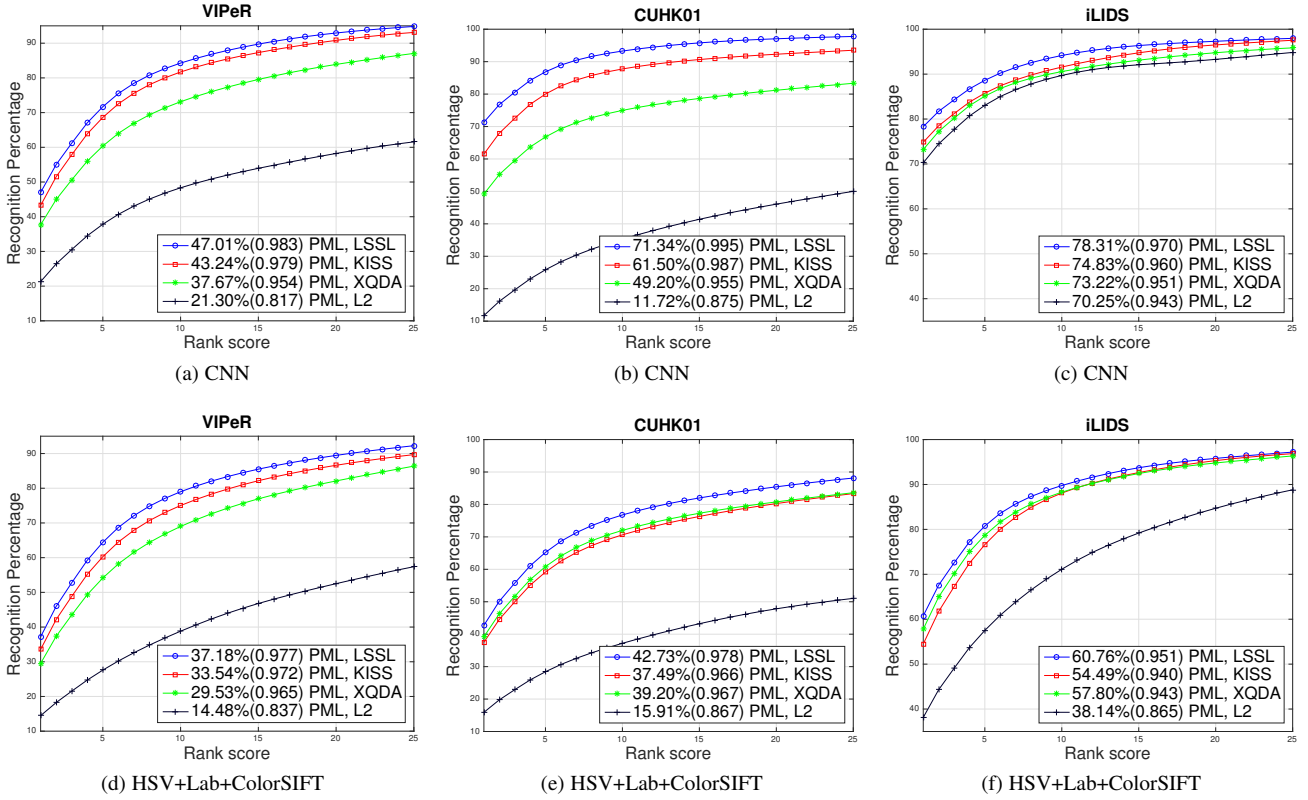 VIPeR
Recognition Percentage
90
80
70
60
50
40
30
20
10
5
10
15
20
25
47.01%(0.983) PML, LSSL
43.24%(0.979) PML, KISS
37.67%(0.954) PML, XQDA
21.30%(0.817) PML, L2
Rank score
(a) CNN
CUHK01
Recognition Percentage
100
90
80
70
60
50
40
30
20
10
5
10
15
20
25
71.34%(0.995) PML, LSSL
61.50%(0.987) PML, KISS
49.20%(0.955) PML, XQDA
11.72%(0.875) PML, L2
Rank score
(b) CNN
iLIDS
Recognition Percentage
100
90
80
70
60
50
40
5
10
15
20
25
78.31%(0.970) PML, LSSL
74.83%(0.960) PML, KISS
73.22%(0.951) PML, XQDA
70.25%(0.943) PML, L2
Rank score
(c) CNN
VIPeR
Recognition Percentage
90
80
70
60
50
40
30
20
10
5
10
15
20
25
37.18%(0.977) PML, LSSL
33.54%(0.972) PML, KISS
29.53%(0.965) PML, XQDA
14.48%(0.837) PML, L2
Rank score
(d) HSV+Lab+ColorSIFT
CUHK01
Recognition Percentage
100
90
80
70
60
50
40
30
20
10
5
10
15
20
25
42.73%(0.978) PML, LSSL
37.49%(0.966) PML, KISS
39.20%(0.967) PML, XQDA
15.91%(0.867) PML, L2
Rank score
(e) HSV+Lab+ColorSIFT
iLIDS
Recognition Percentage
100
90
80
70
60
50
40
5
10
15
20
25
60.76%(0.951) PML, LSSL
54.49%(0.940) PML, KISS
57.80%(0.943) PML, XQDA
38.14%(0.865) PML, L2
Rank score
(f) HSV+Lab+ColorSIFT